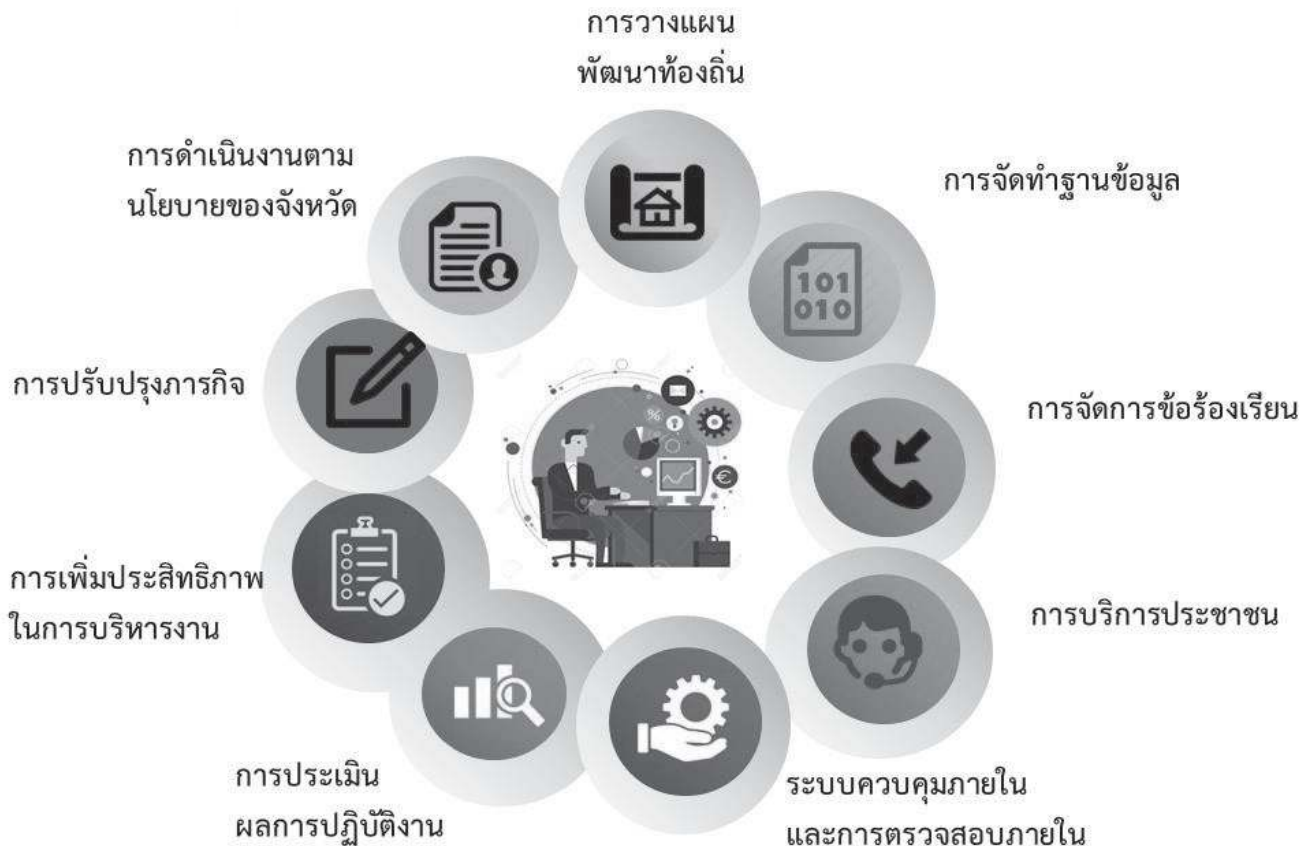 การวางแผน
พัฒนาท้องถิ่น
การจัดทำฐานข้อมูล
101
010
การจัดการข้อร้องเรียน
การบริการประชาชน
ระบบควบคุมภายใน
และการตรวจสอบภายใน
การประเมิน
ผลการปฏิบัติงาน
การเพิ่มประสิทธิภาพ
ในการบริหารงาน
การปรับปรุงภารกิจ
การดำเนินงานตาม
นโยบายของจังหวัด
%
€